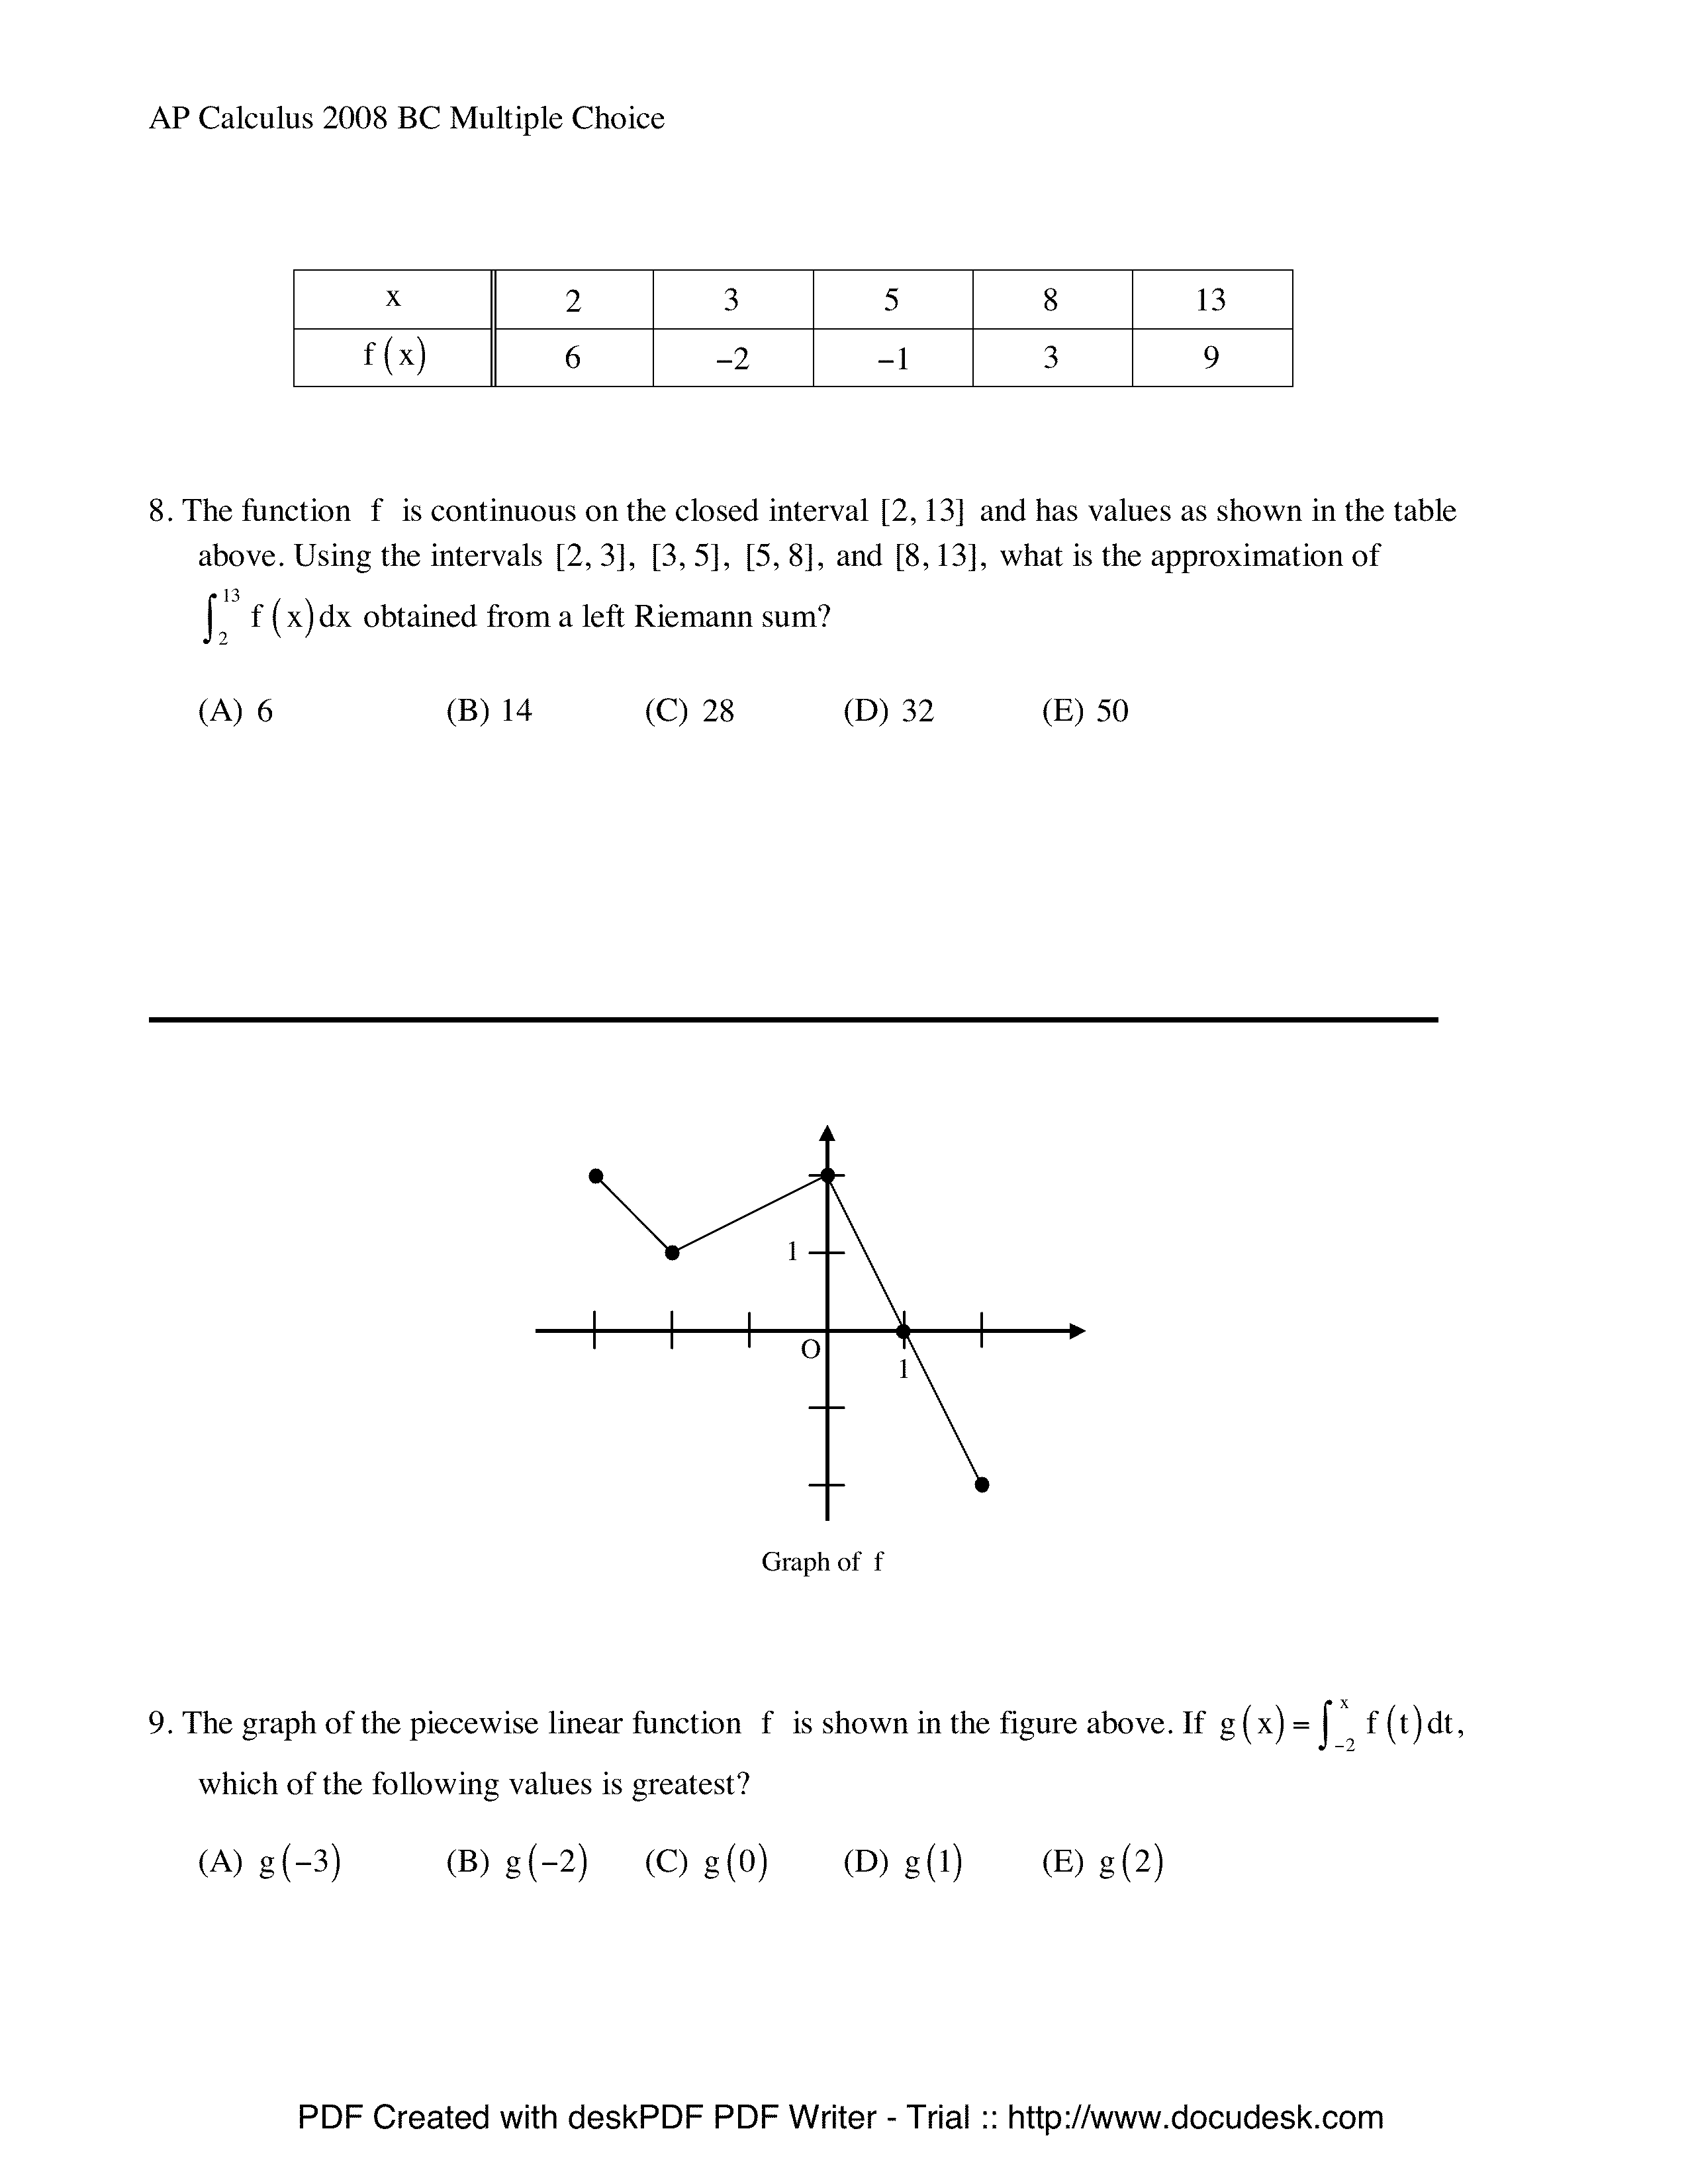 AP Calculus 2008 BC Multiple Choice
x 2 3 5 8 13
f (x) 6 −2 −1 3 9
8. The function f is continuous on the closed interval [2, 13] and has values as shown in the table
above. Using the intervals [2, 3], [3, 5], [5, 8], and [8, 13], what is the approximation of
∫₂¹³ f (x) dx obtained from a left Riemann sum?
(A) 6 (B) 14 (C) 28 (D) 32 (E) 50
1
O
1
Graph of f
9. The graph of the piecewise linear function f is shown in the figure above. If g(x) = ∫₋₂ˣ f (t) dt,
which of the following values is greatest?
(A) g(−3) (B) g(−2) (C) g(0) (D) g(1) (E) g(2)
PDF Created with deskPDF PDF Writer - Trial :: http://www.docudesk.com